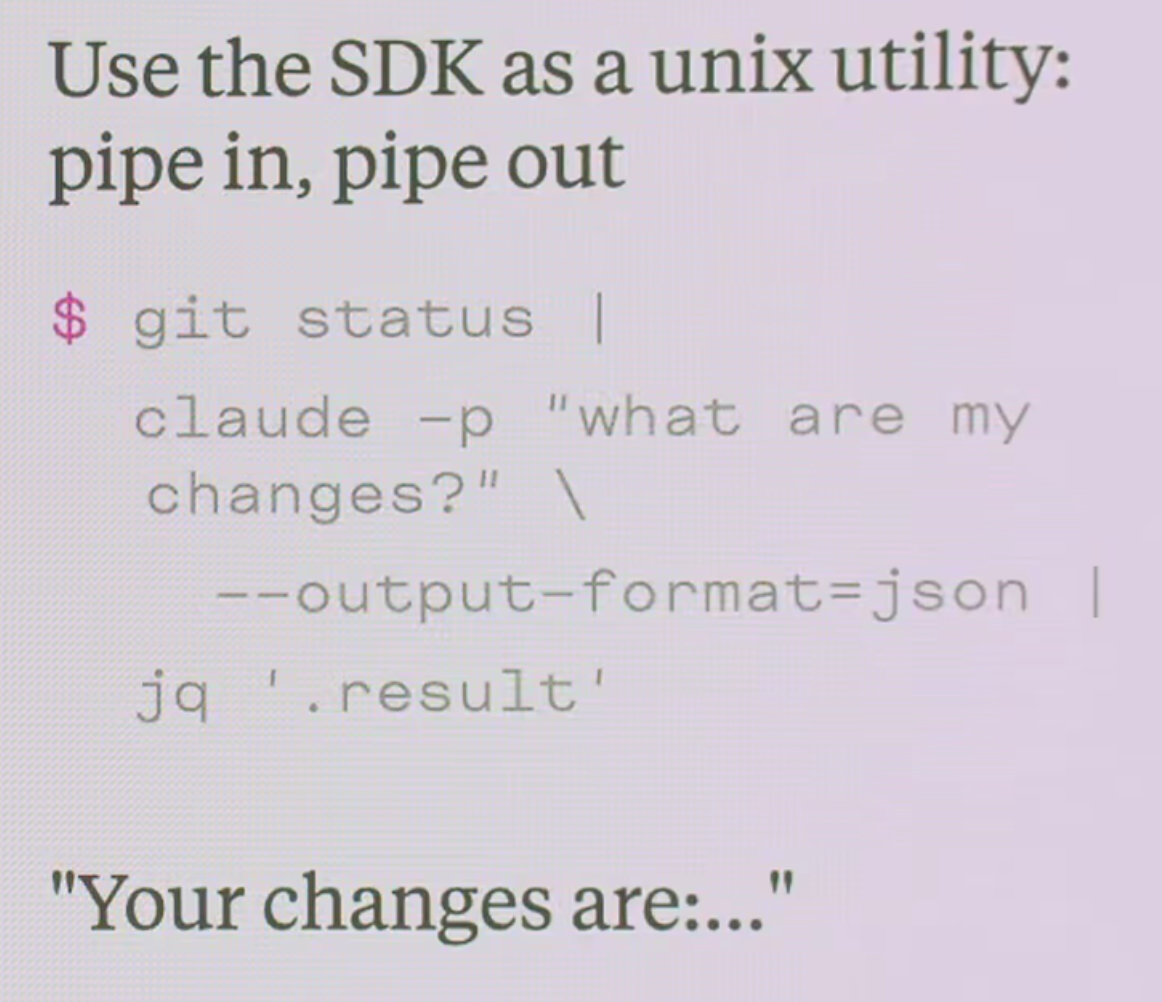 Use the SDK as a unix utility:
pipe in, pipe out
$ git status |
claude -p "what are my
changes?" \
--output-format=json |
jq '.result'
"Your changes are:..."